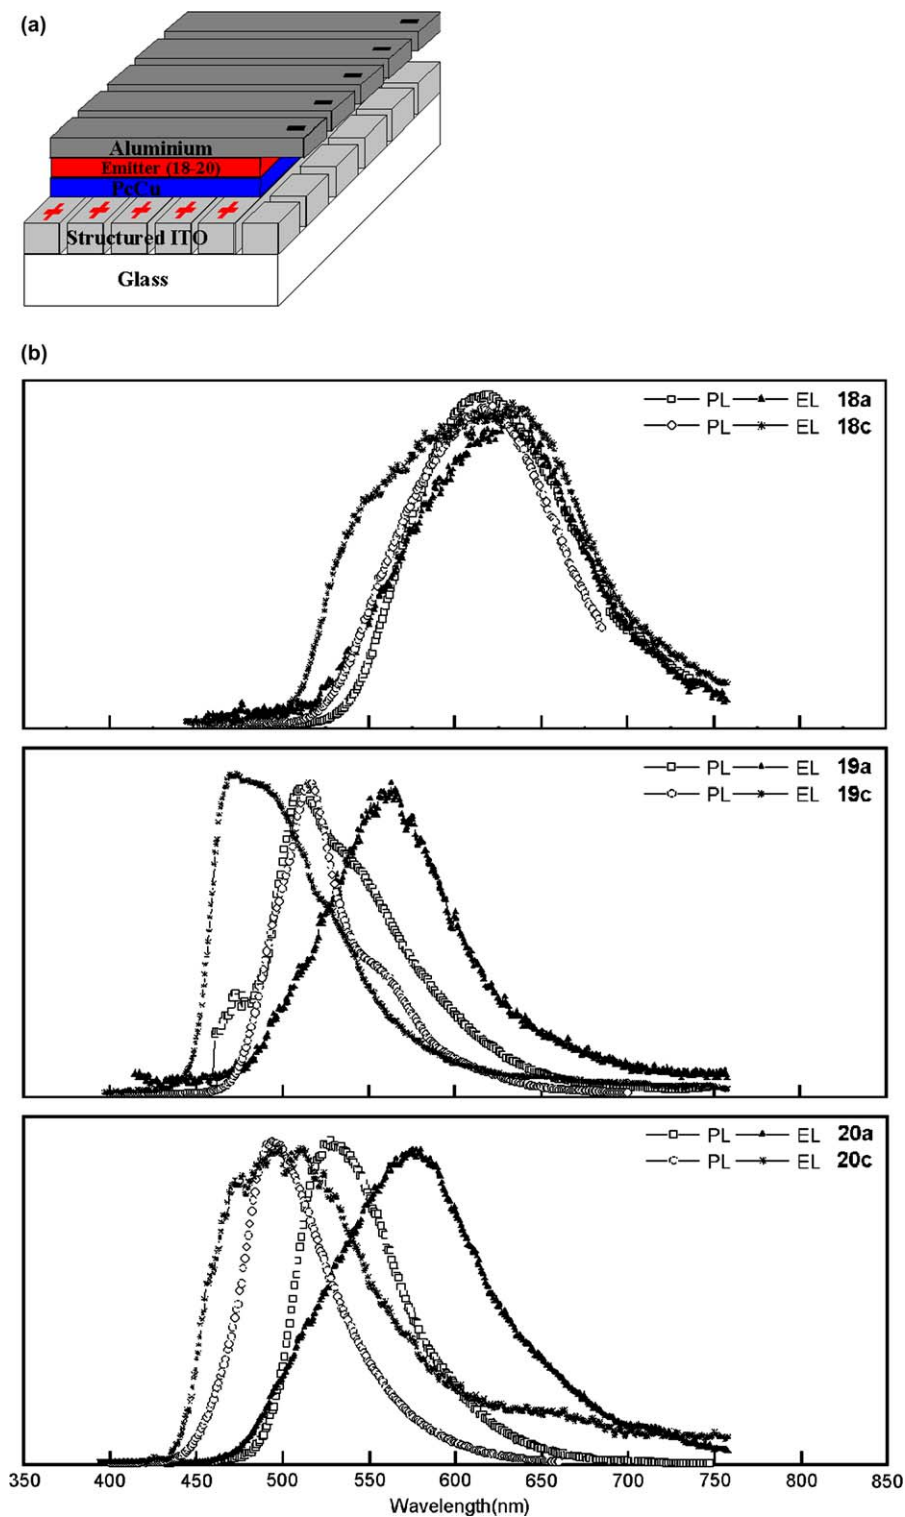 (a)
Aluminium
Emitter (18-20)
PcCu
Structured ITO
Glass
(b)
PL EL 18a
PL EL 18c
PL EL 19a
PL EL 19c
PL EL 20a
PL EL 20c
350 400 450 500 550 600 650 700 750 800 850
Wavelength(nm)